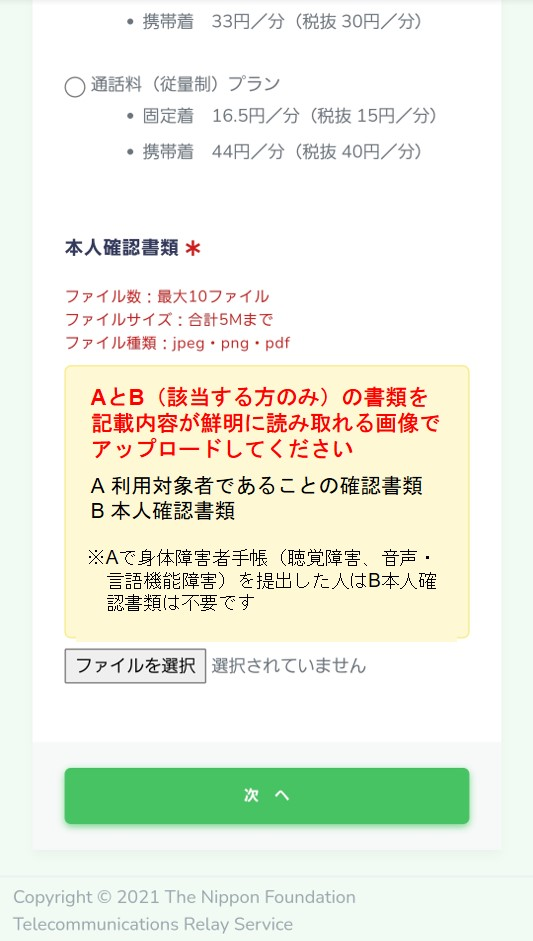 • 携帯着　33円／分（税抜 30円／分）
通話料（従量制）プラン
• 固定着　16.5円／分（税抜 15円／分）
• 携帯着　44円／分（税抜 40円／分）
本人確認書類 *
ファイル数：最大10ファイル
ファイルサイズ：合計5Mまで
ファイル種類：jpeg・png・pdf
AとB（該当する方のみ）の書類を
記載内容が鮮明に読み取れる画像で
アップロードしてください
A 利用対象者であることの確認書類
B 本人確認書類
※Aで身体障害者手帳（聴覚障害、音声・
言語機能障害）を提出した人はB本人確
認書類は不要です
ファイルを選択 選択されていません
次　へ
Copyright © 2021 The Nippon Foundation
Telecommunications Relay Service